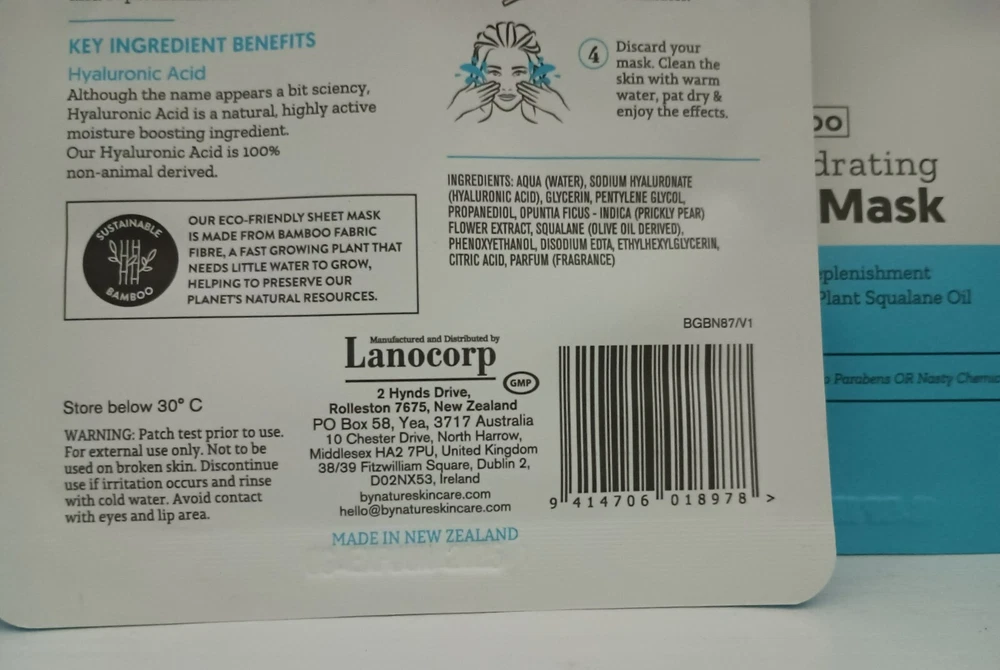 KEY INGREDIENT BENEFITS
Hyaluronic Acid
Although the name appears a bit sciency,
Hyaluronic Acid is a natural, highly active
moisture boosting ingredient.
Our Hyaluronic Acid is 100%
non-animal derived.
SUSTAINABLE
BAMBOO
OUR ECO-FRIENDLY SHEET MASK
IS MADE FROM BAMBOO FABRIC
FIBRE, A FAST GROWING PLANT THAT
NEEDS LITTLE WATER TO GROW,
HELPING TO PRESERVE OUR
PLANET'S NATURAL RESOURCES.
Store below 30° C
WARNING: Patch test prior to use.
For external use only. Not to be
used on broken skin. Discontinue
use if irritation occurs and rinse
with cold water. Avoid contact
with eyes and lip area.
4
Discard your
mask. Clean the
skin with warm
water, pat dry &
enjoy the effects.
INGREDIENTS: AQUA (WATER), SODIUM HYALURONATE
(HYALURONIC ACID), GLYCERIN, PENTYLENE GLYCOL,
PROPANEDIOL, OPUNTIA FICUS - INDICA (PRICKLY PEAR)
FLOWER EXTRACT, SQUALANE (OLIVE OIL DERIVED),
PHENOXYETHANOL, DISODIUM EDTA, ETHYLHEXYLGLYCERIN,
CITRIC ACID, PARFUM (FRAGRANCE)
BGBN87/V1
Manufactured and Distributed by
Lanocorp
GMP
2 Hynds Drive,
Rolleston 7675, New Zealand
PO Box 58, Yea, 3717 Australia
10 Chester Drive, North Harrow,
Middlesex HA2 7PU, United Kingdom
38/39 Fitzwilliam Square, Dublin 2,
D02NX53, Ireland
bynatureskincare.com
hello@bynatureskincare.com
MADE IN NEW ZEALAND
9 414706 018978 >
oo
drating
Mask
eplenishment
Plant Squalane Oil
Parabens OR Nasty Chemic